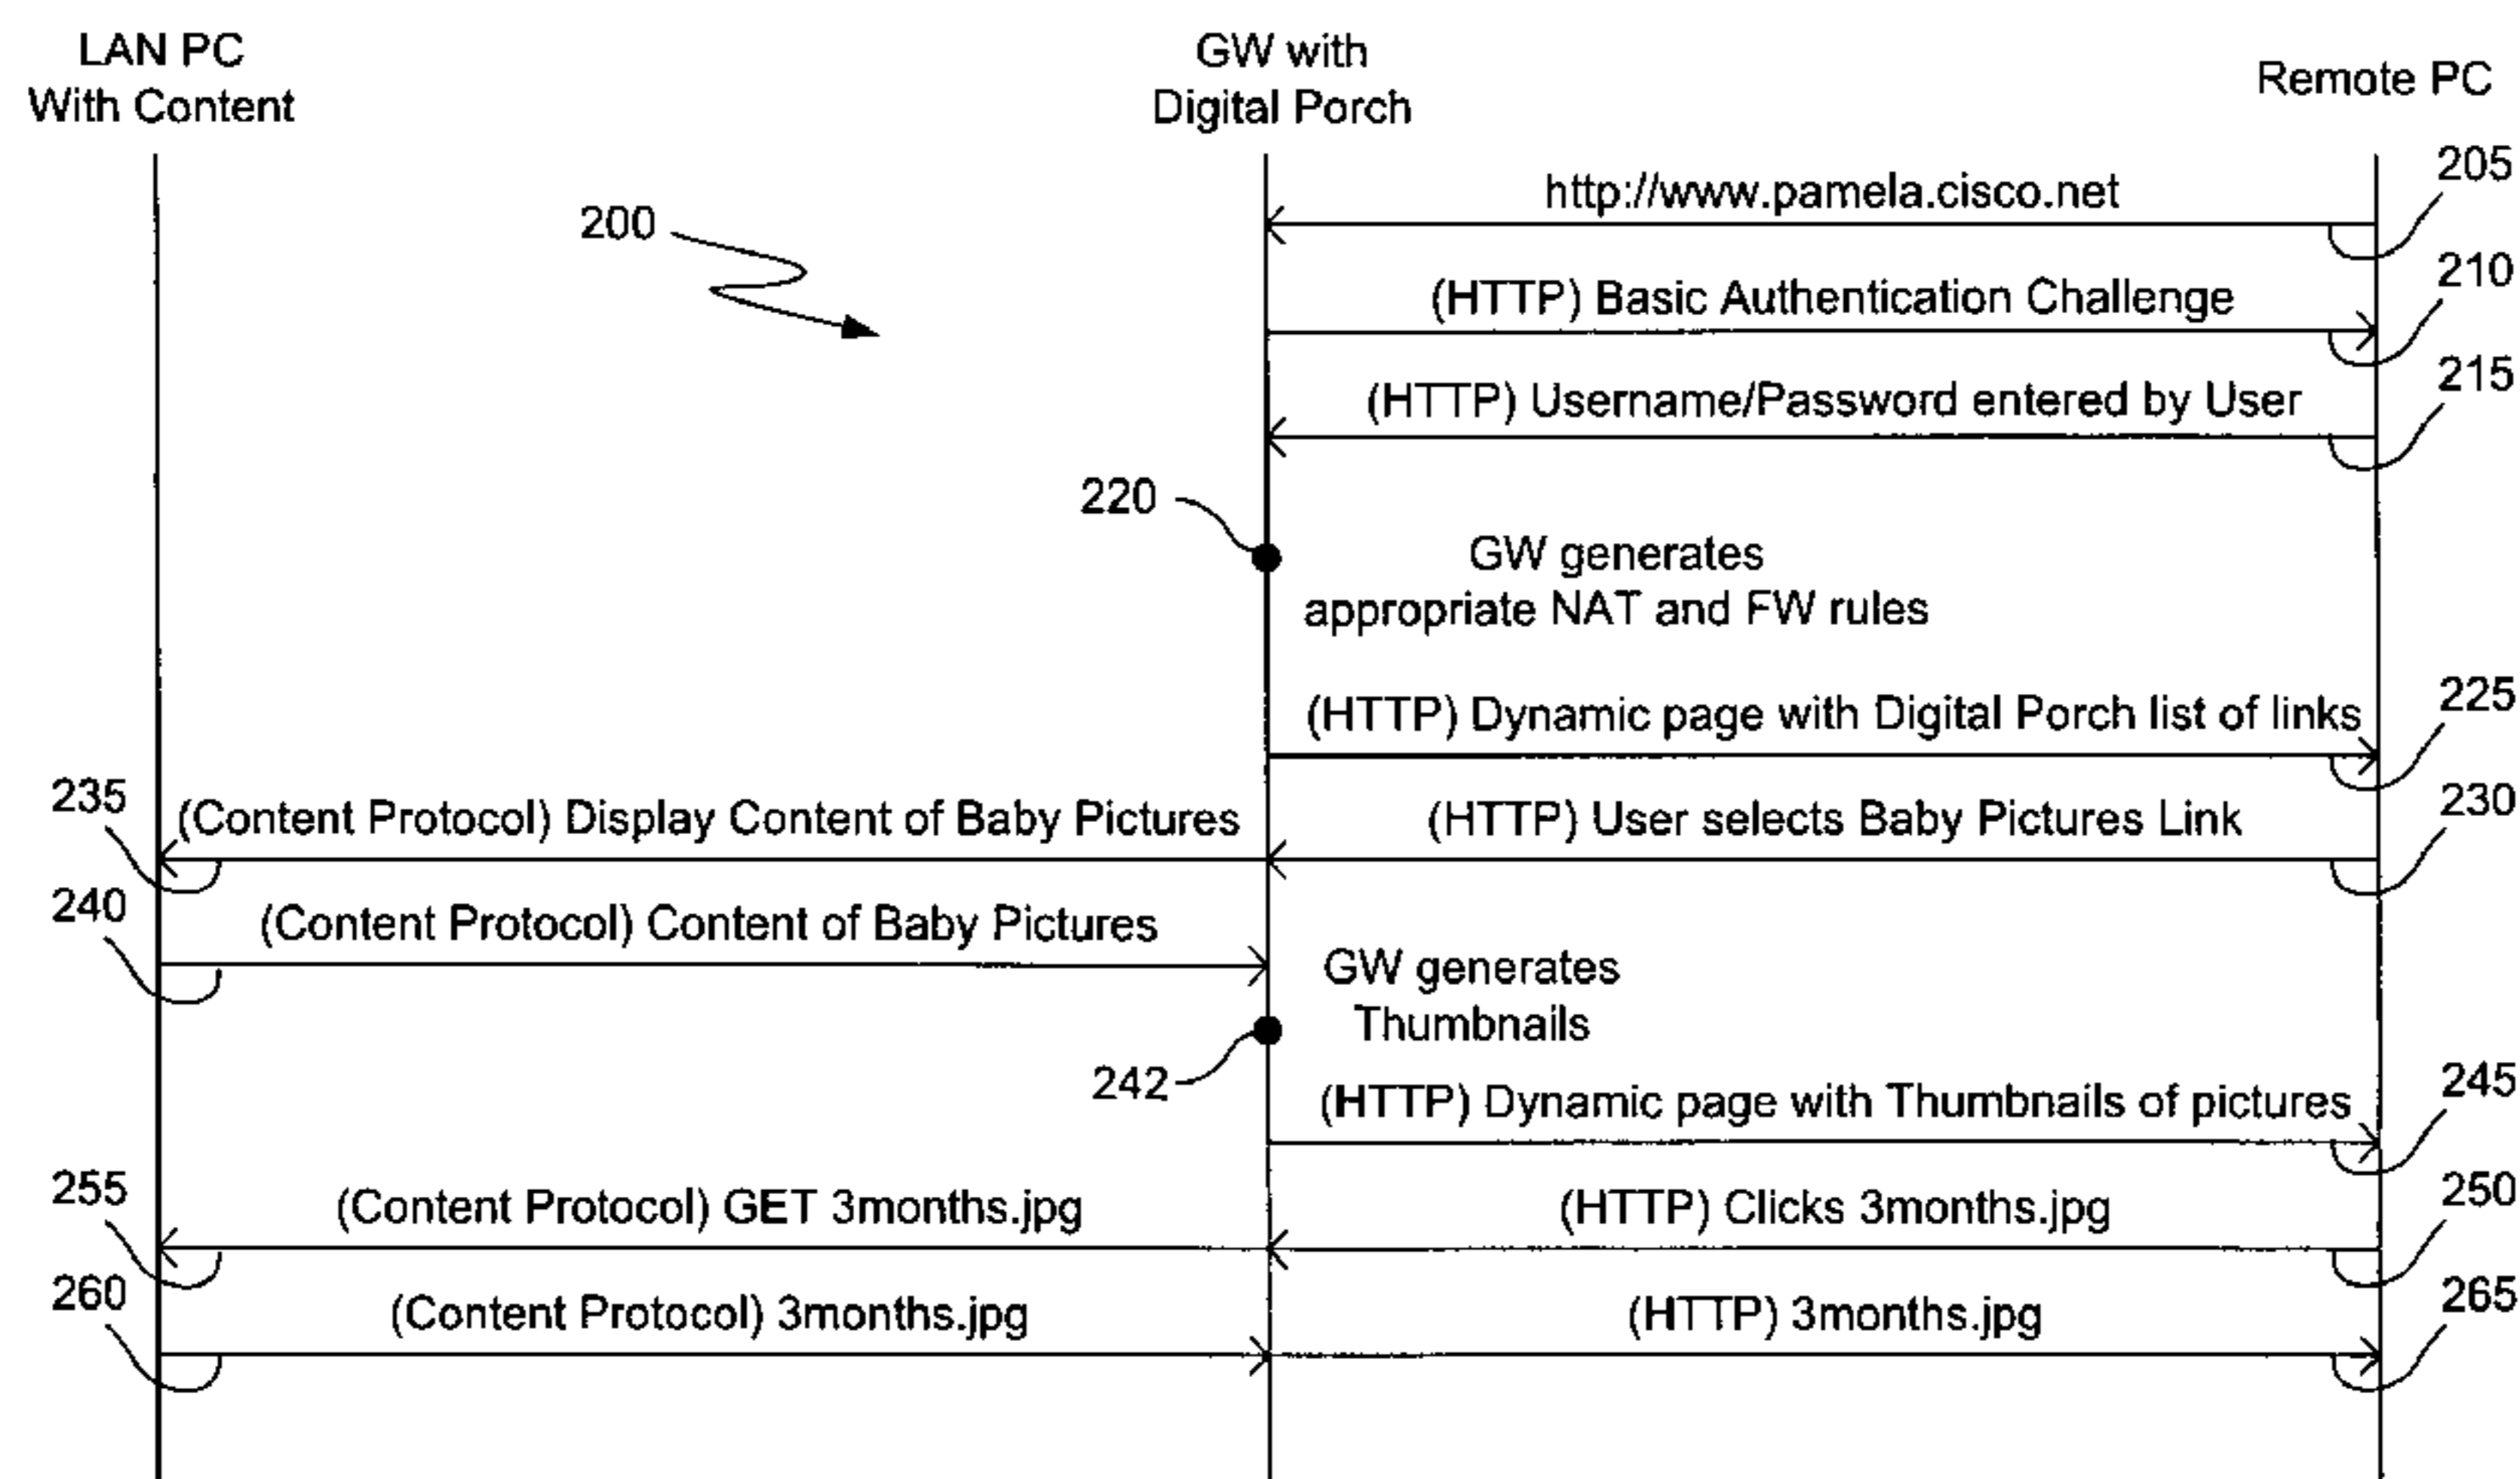 LAN PC
With Content
GW with
Digital Porch
Remote PC
205
http://www.pamela.cisco.net
200
210
(HTTP) Basic Authentication Challenge
215
(HTTP) Username/Password entered by User
220
GW generates
appropriate NAT and FW rules
225
(HTTP) Dynamic page with Digital Porch list of links
235
(Content Protocol) Display Content of Baby Pictures
(HTTP) User selects Baby Pictures Link
230
240
(Content Protocol) Content of Baby Pictures
GW generates
Thumbnails
242
245
(HTTP) Dynamic page with Thumbnails of pictures
255
(Content Protocol) GET 3months.jpg
(HTTP) Clicks 3months.jpg
250
260
(Content Protocol) 3months.jpg
(HTTP) 3months.jpg
265